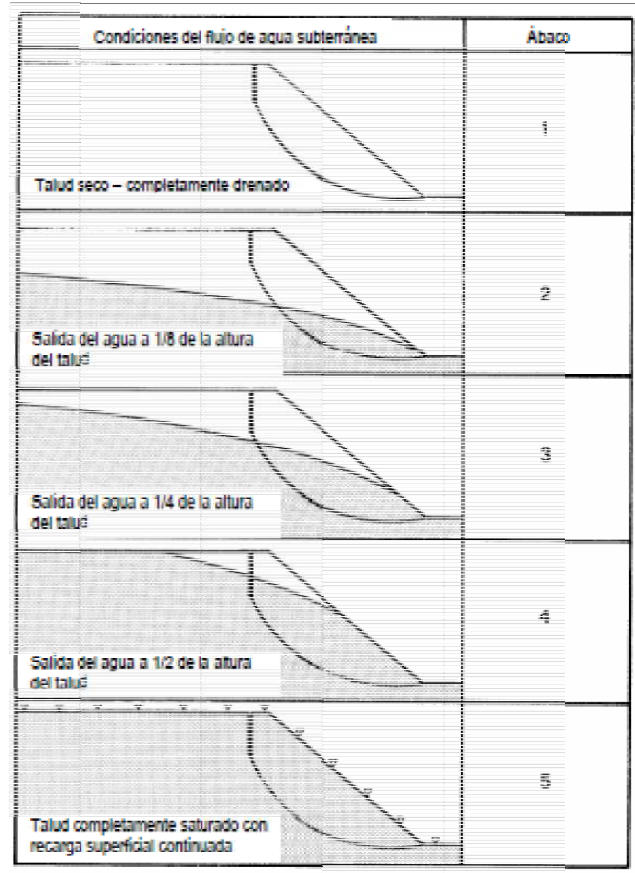 Condiciones del flujo de agua subterránea
Ábaco
1
Talud seco – completamente drenado
2
Salida del agua a 1/8 de la altura
del talud
3
Salida del agua a 1/4 de la altura
del talud
4
Salida del agua a 1/2 de la altura
del talud
5
Talud completamente saturado con
recarga superficial continuada